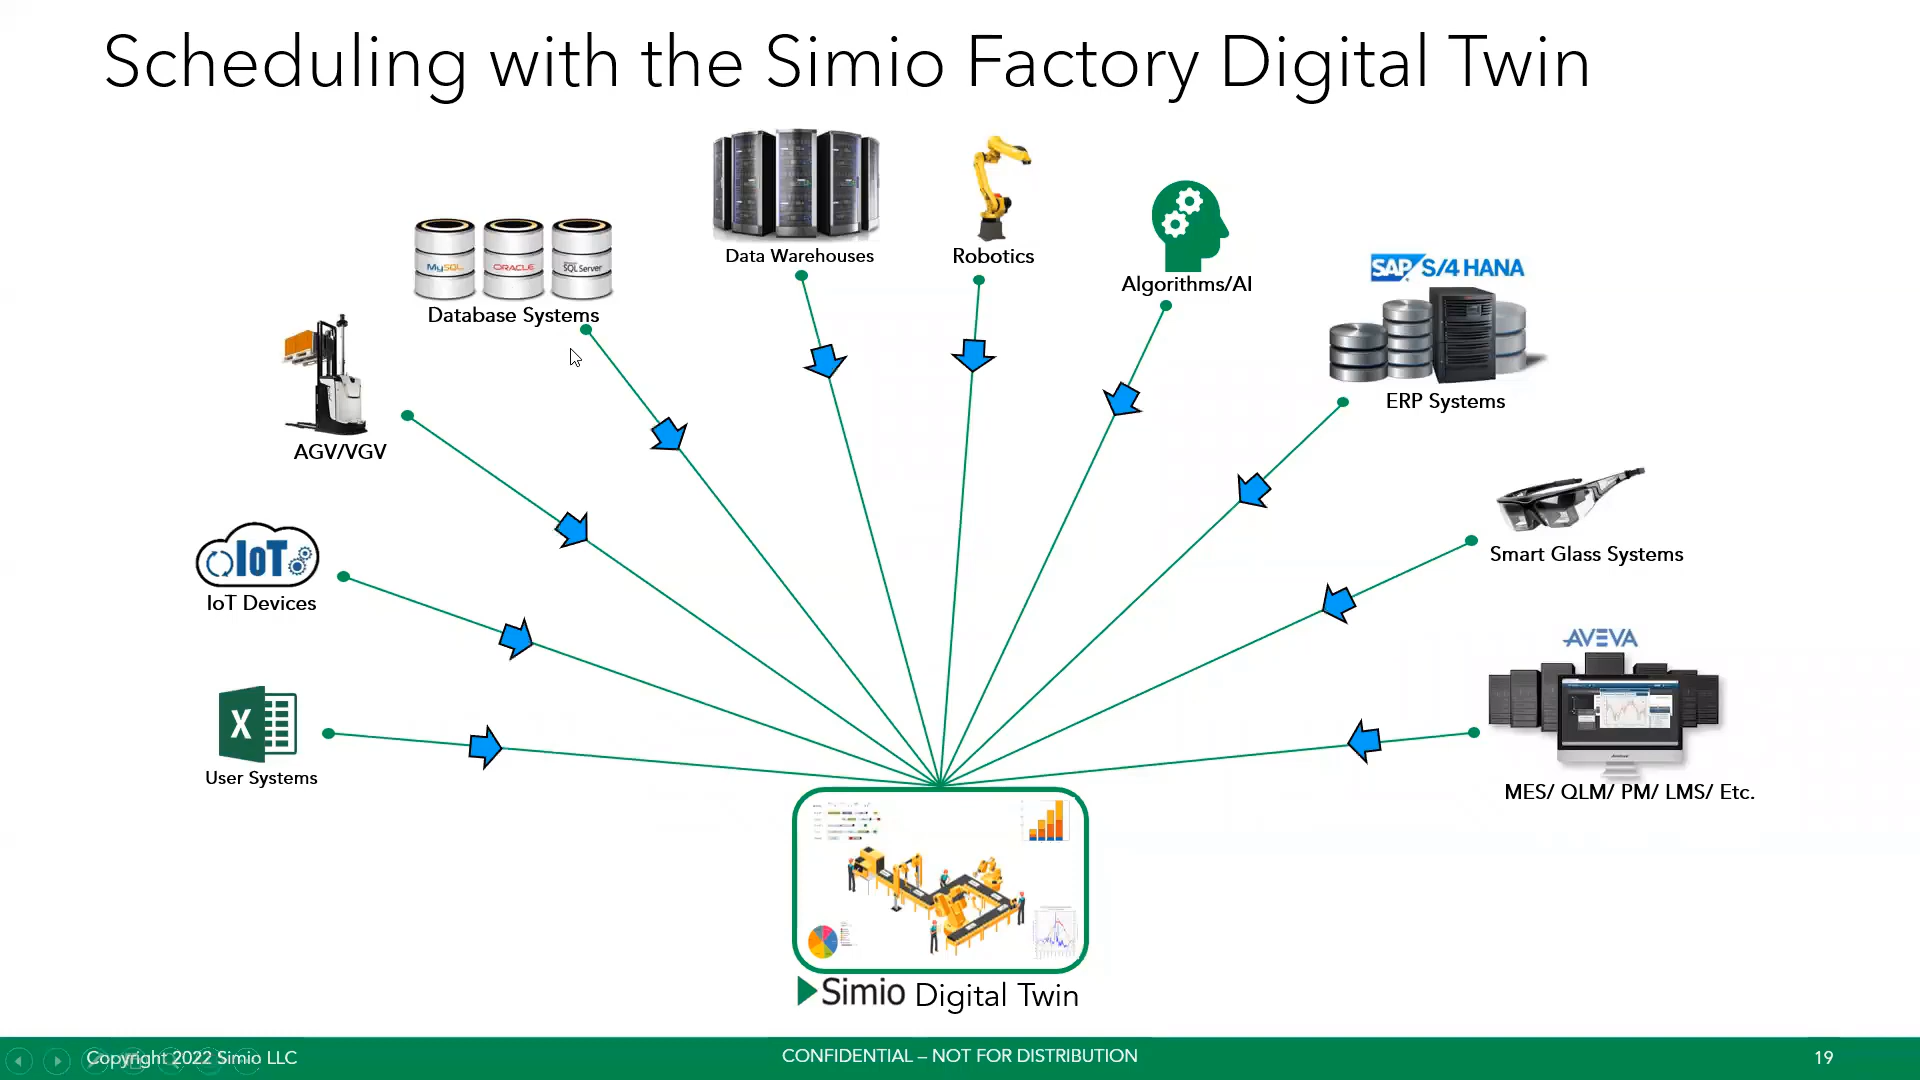 Scheduling with the Simio Factory Digital Twin
Data Warehouses
Robotics
Algorithms/AI
MySQL
ORACLE
SQL Server
Database Systems
SAP S/4 HANA
ERP Systems
AGV/VGV
Smart Glass Systems
IoT
IoT Devices
AVEVA
X
User Systems
MES/ QLM/ PM/ LMS/ Etc.
Simio Digital Twin
Copyright 2022 Simio LLC
CONFIDENTIAL – NOT FOR DISTRIBUTION
19